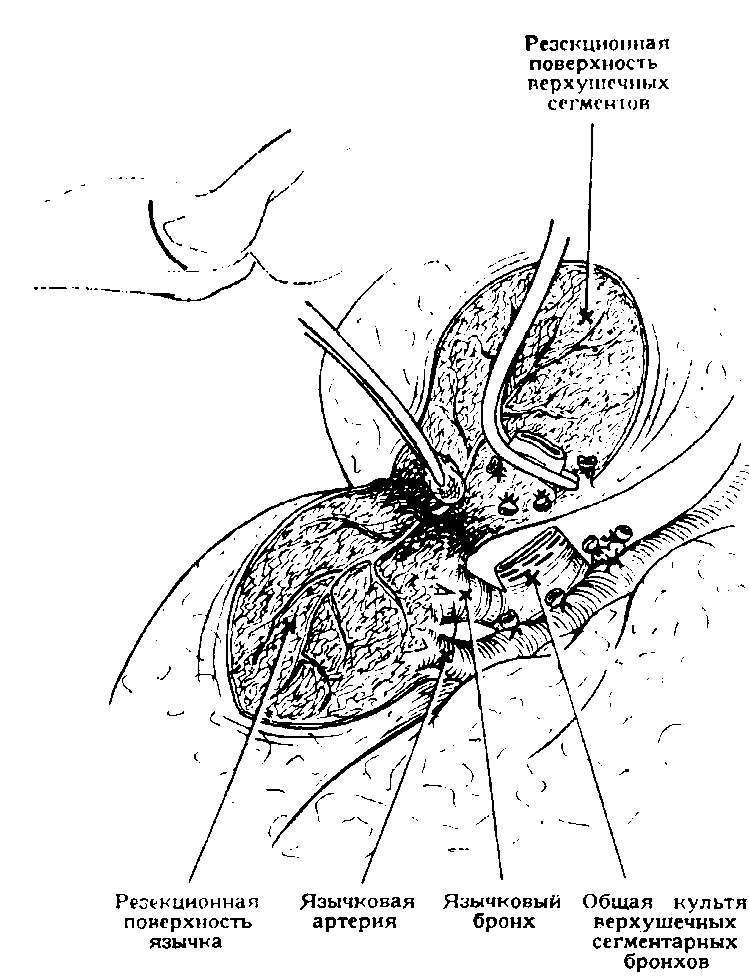 Резекционная
поверхность
верхушечных
сегментов
Резекционная
поверхность
язычка
Язычковая
артерия
Язычковый
бронх
Общая культя
верхушечных
сегментарных
бронхов